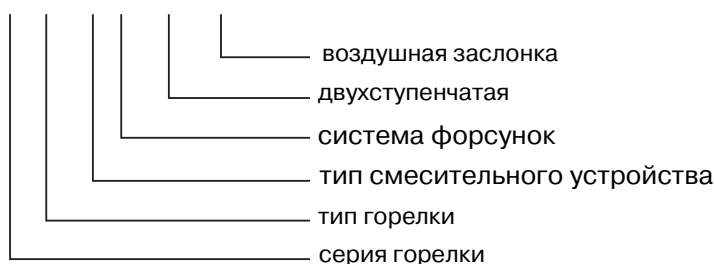 воздушная заслонка
двухступенчатая
система форсунок
тип смесительного устройства
тип горелки
серия горелки